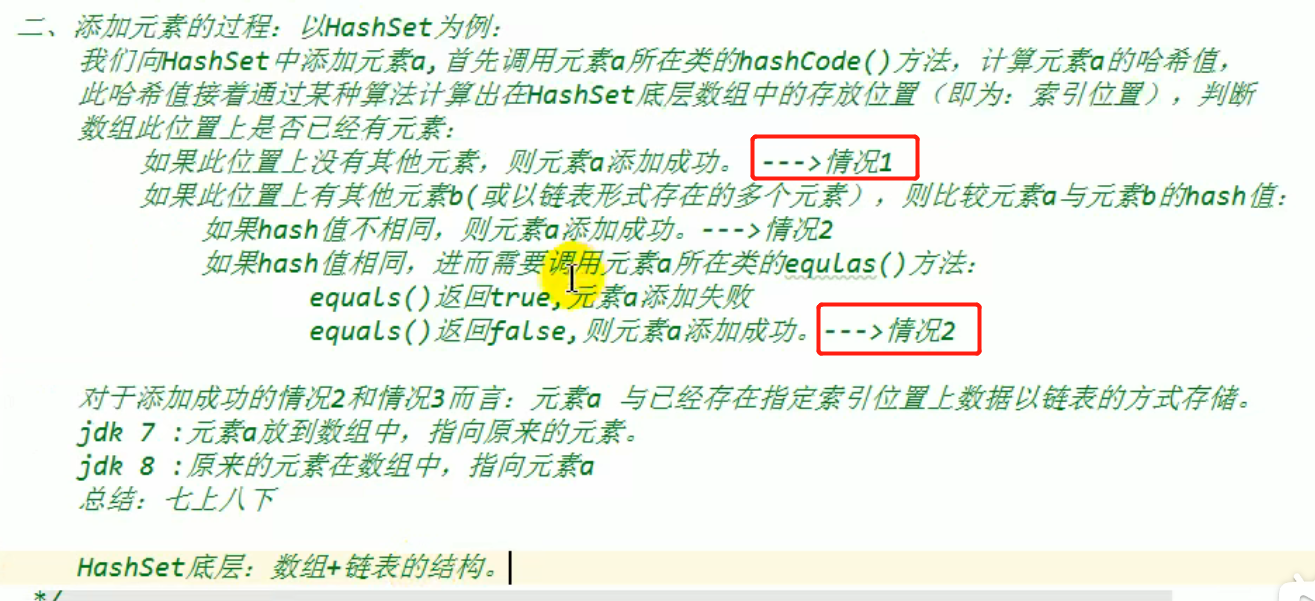 二、添加元素的过程：以HashSet为例：
我们向HashSet中添加元素a,首先调用元素a所在类的hashCode()方法，计算元素a的哈希值，
此哈希值接着通过某种算法计算出在HashSet底层数组中的存放位置（即为：索引位置），判断
数组此位置上是否已经有元素：
如果此位置上没有其他元素，则元素a添加成功。 --->情况1
如果此位置上有其他元素b(或以链表形式存在的多个元素），则比较元素a与元素b的hash值：
如果hash值不相同，则元素a添加成功。--->情况2
如果hash值相同，进而需要调用元素a所在类的equlas()方法：
equals()返回true,元素a添加失败
equals()返回false,则元素a添加成功。--->情况2
对于添加成功的情况2和情况3而言：元素a 与已经存在指定索引位置上数据以链表的方式存储。
jdk 7 :元素a放到数组中，指向原来的元素。
jdk 8 :原来的元素在数组中，指向元素a
总结：七上八下
HashSet底层：数组+链表的结构。
*/